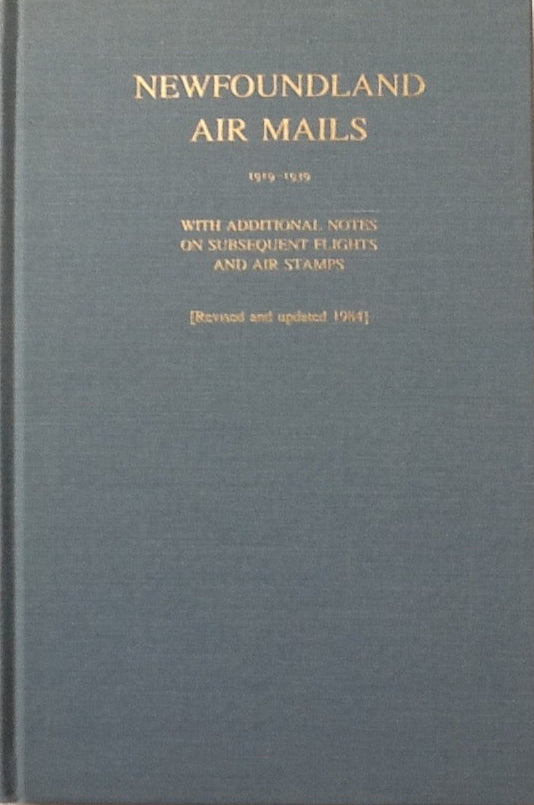 NEWFOUNDLAND
AIR MAILS
1919–1939
WITH ADDITIONAL NOTES
ON SUBSEQUENT FLIGHTS
AND AIR STAMPS
[Revised and updated 1984]